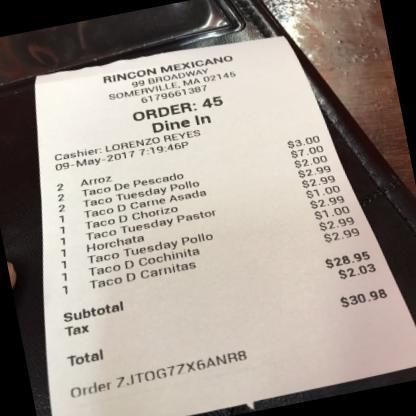 RINCON MEXICANO
99 BROADWAY
SOMERVILLE, MA 02145
6179661387
ORDER: 45
Dine In
Cashier: LORENZO REYES
09-May-2017 7:19:46P
2 Arroz $3.00
2 Taco De Pescado $7.00
2 Taco Tuesday Pollo $2.00
1 Taco D Carne Asada $2.99
1 Taco D Chorizo $2.99
1 Taco Tuesday Pastor $1.00
1 Horchata $2.99
1 Taco Tuesday Pollo $1.00
1 Taco D Cochinita $2.99
1 Taco D Carnitas $2.99
Subtotal $28.95
Tax $2.03
Total $30.98
Order ZJTOG7ZX6ANR8